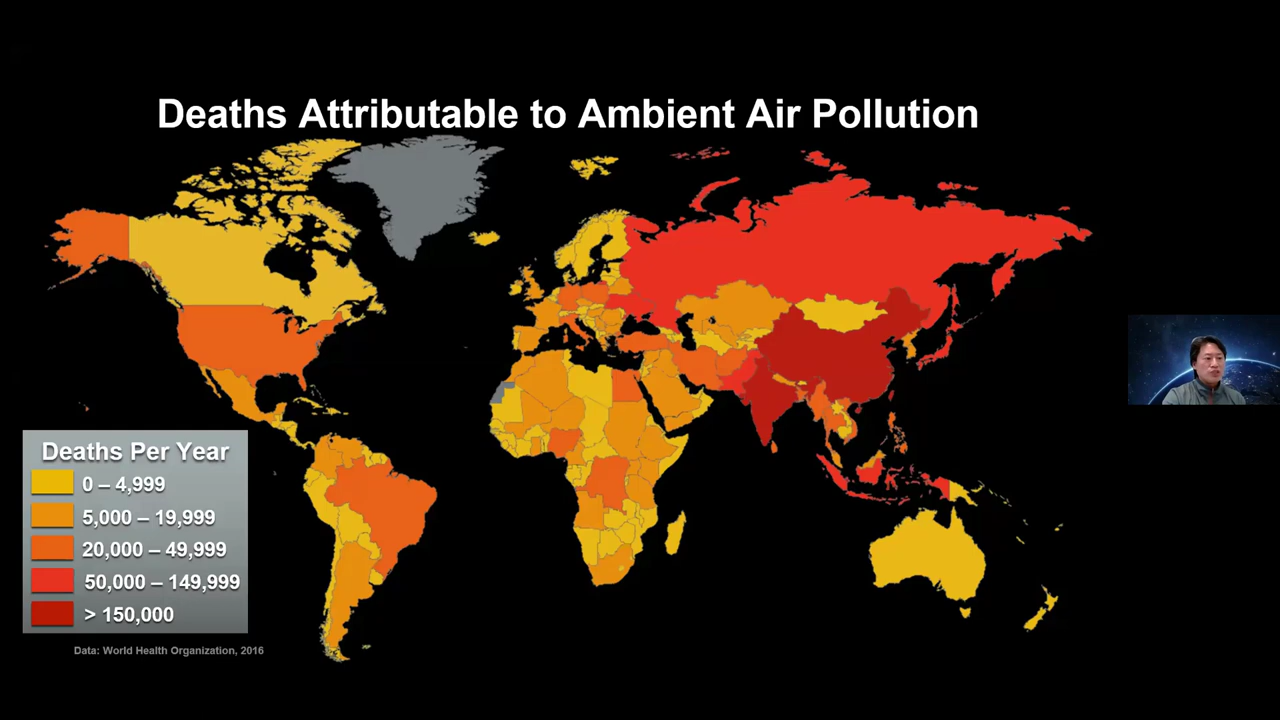 Deaths Attributable to Ambient Air Pollution
Deaths Per Year
0 – 4,999
5,000 – 19,999
20,000 – 49,999
50,000 – 149,999
> 150,000
Data: World Health Organization, 2016